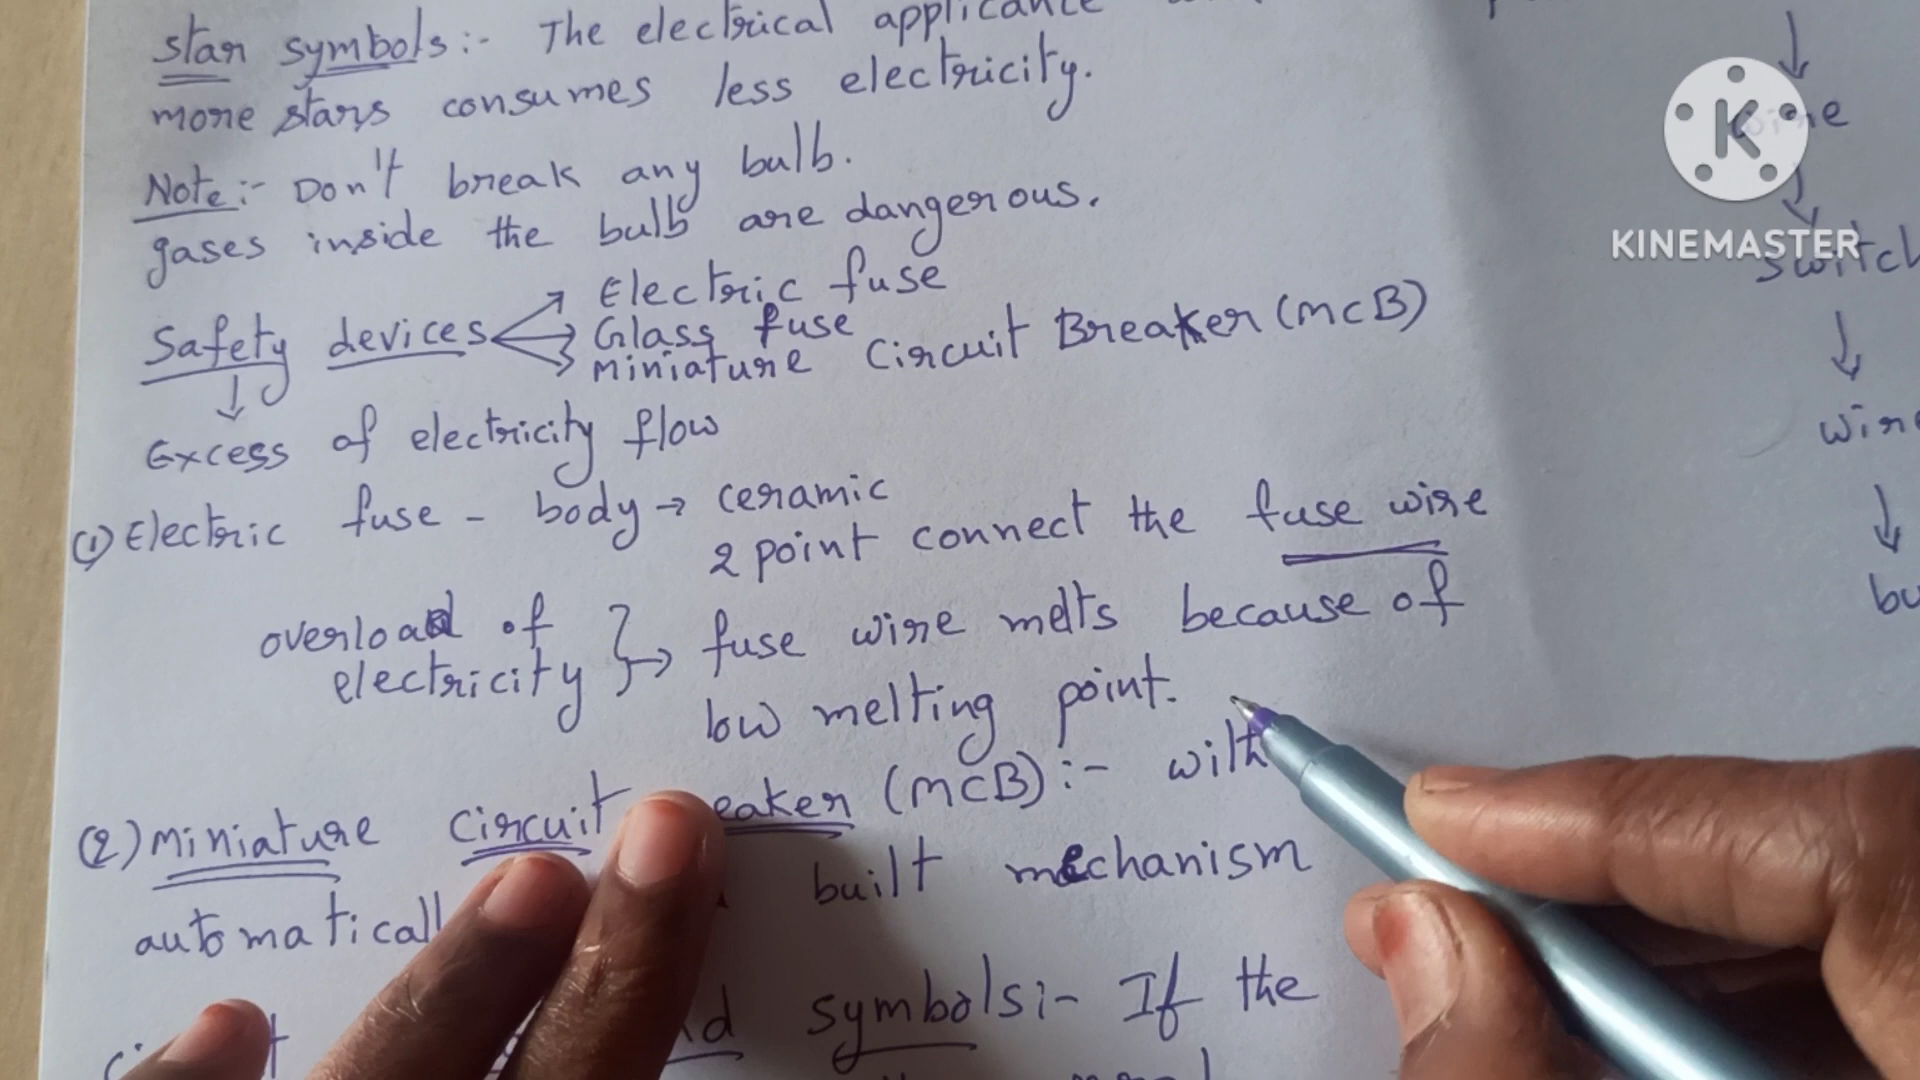 star symbols:- The electrical applicance
more stars consumes less electricity.
Note:- Don't break any bulb.
gases inside the bulb are dangerous.
Safety devices → Electric fuse
Glass fuse
miniature Circuit Breaker (MCB)
↓
Excess of electricity flow
(1) Electric fuse - body → ceramic
2 point connect the fuse wire
overload of
electricity } → fuse wire melts because of
low melting point.
(2) miniature circuit eaker (MCB):- with
automaticall built mechanism
symbols:- If the
↓
wire
↓
switch
↓
wire
↓
bu
KINEMASTER